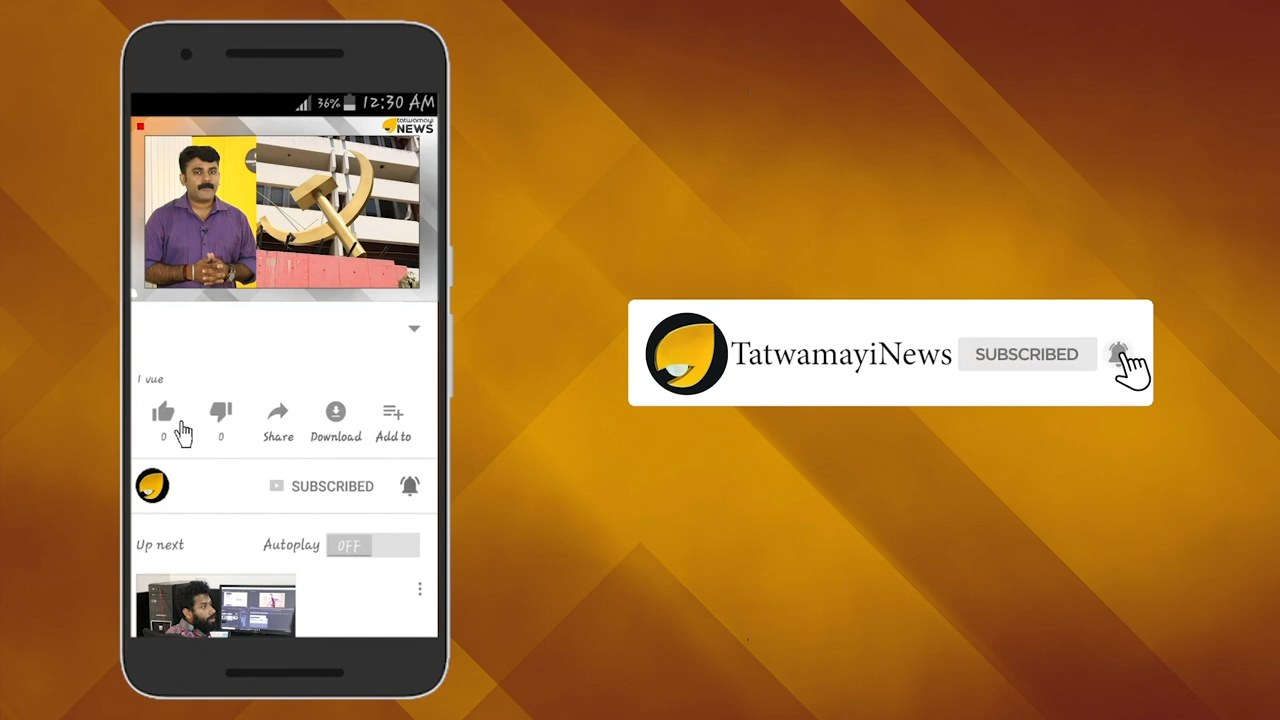 36% 12:30 AM
tatwamayi
NEWS
1 vue
0 0 Share Download Add to
SUBSCRIBED
Up next Autoplay OFF
TatwamayiNews SUBSCRIBED